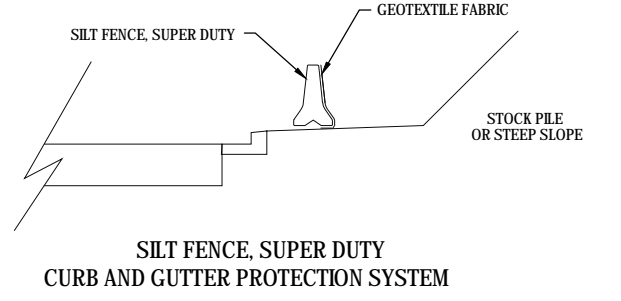 GEOTEXTILE FABRIC
SILT FENCE, SUPER DUTY
STOCK PILE
OR STEEP SLOPE
SILT FENCE, SUPER DUTY
CURB AND GUTTER PROTECTION SYSTEM